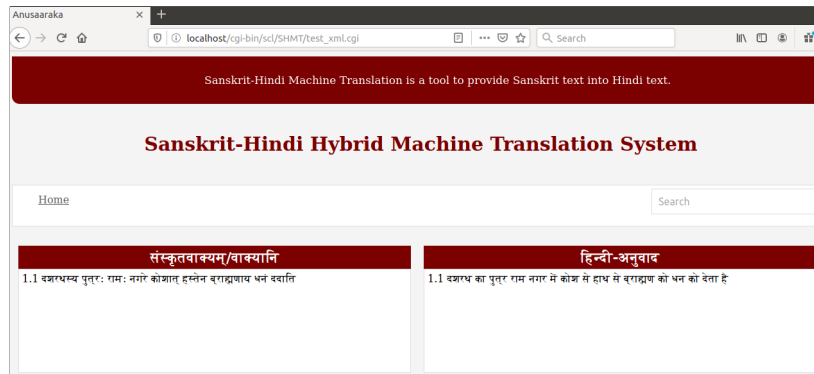 Anusaaraka
localhost/cgi-bin/scl/SHMT/test_xml.cgi
Search
Sanskrit-Hindi Machine Translation is a tool to provide Sanskrit text into Hindi text.
Sanskrit-Hindi Hybrid Machine Translation System
Home
Search
संस्कृतवाक्यम्/वाक्यानि
हिन्दी-अनुवाद
1.1 दशरथस्य पुत्रः रामः नगरे कोशात् हस्तेन ब्राह्मणाय धनं ददाति
1.1 दशरथ का पुत्र राम नगर में कोश से हाथ से ब्राह्मण को धन को देता है